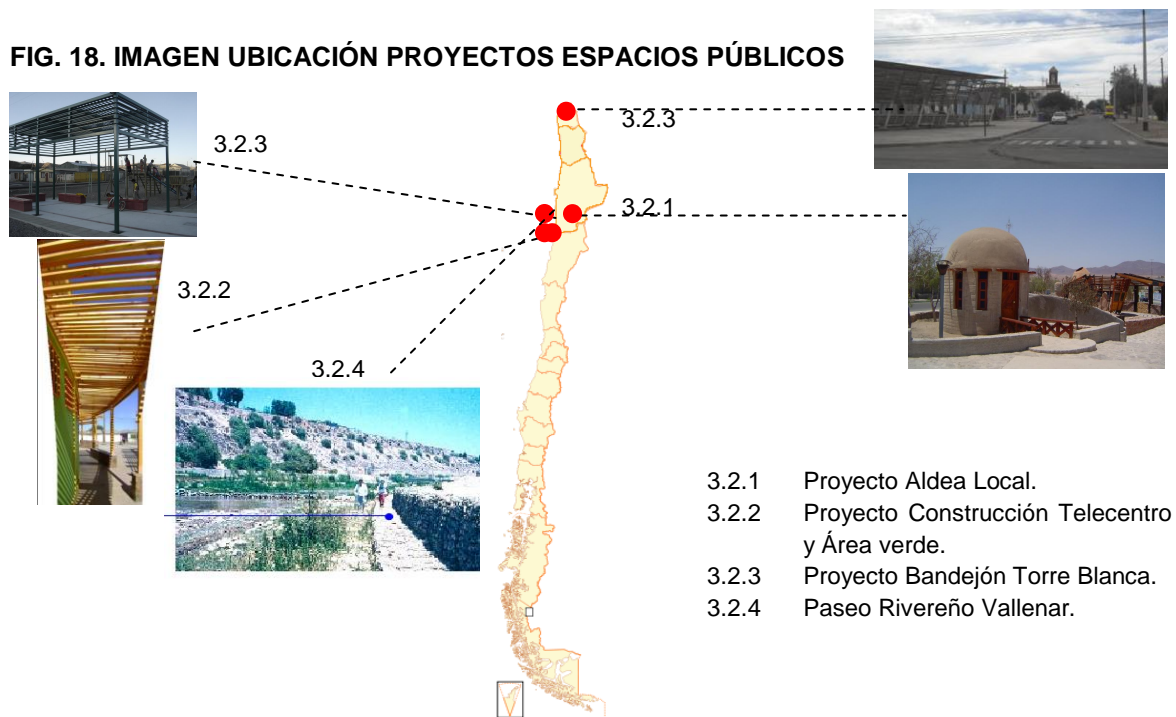 FIG. 18. IMAGEN UBICACIÓN PROYECTOS ESPACIOS PÚBLICOS
3.2.3
3.2.3
3.2.1
3.2.2
3.2.4
3.2.1 Proyecto Aldea Local.
3.2.2 Proyecto Construcción Telecentro
y Área verde.
3.2.3 Proyecto Bandejón Torre Blanca.
3.2.4 Paseo Rivereño Vallenar.